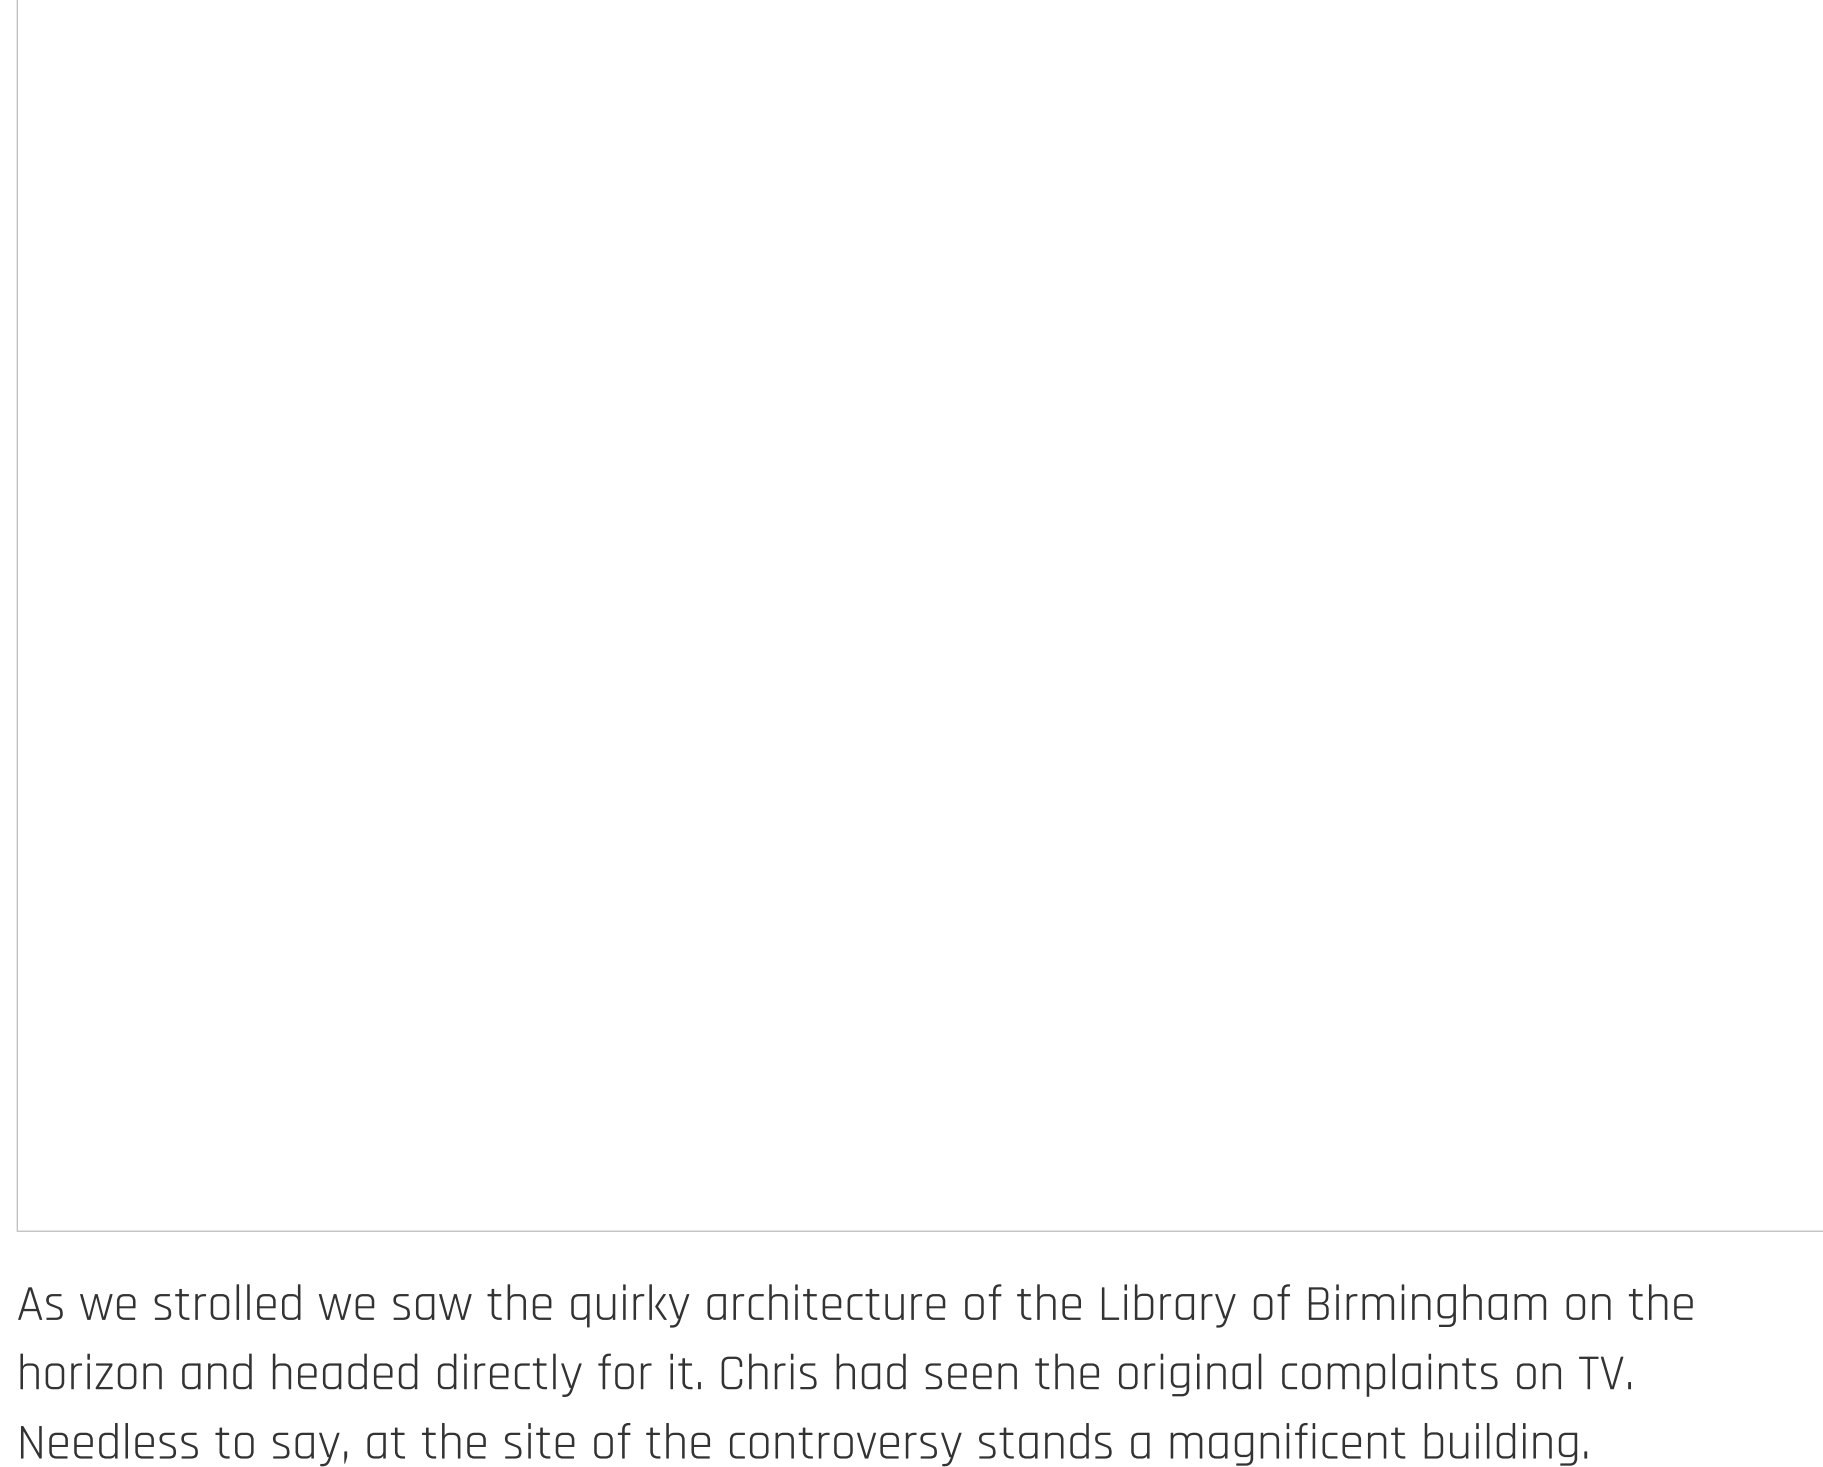 As we strolled we saw the quirky architecture of the Library of Birmingham on the
horizon and headed directly for it. Chris had seen the original complaints on TV.
Needless to say, at the site of the controversy stands a magnificent building.